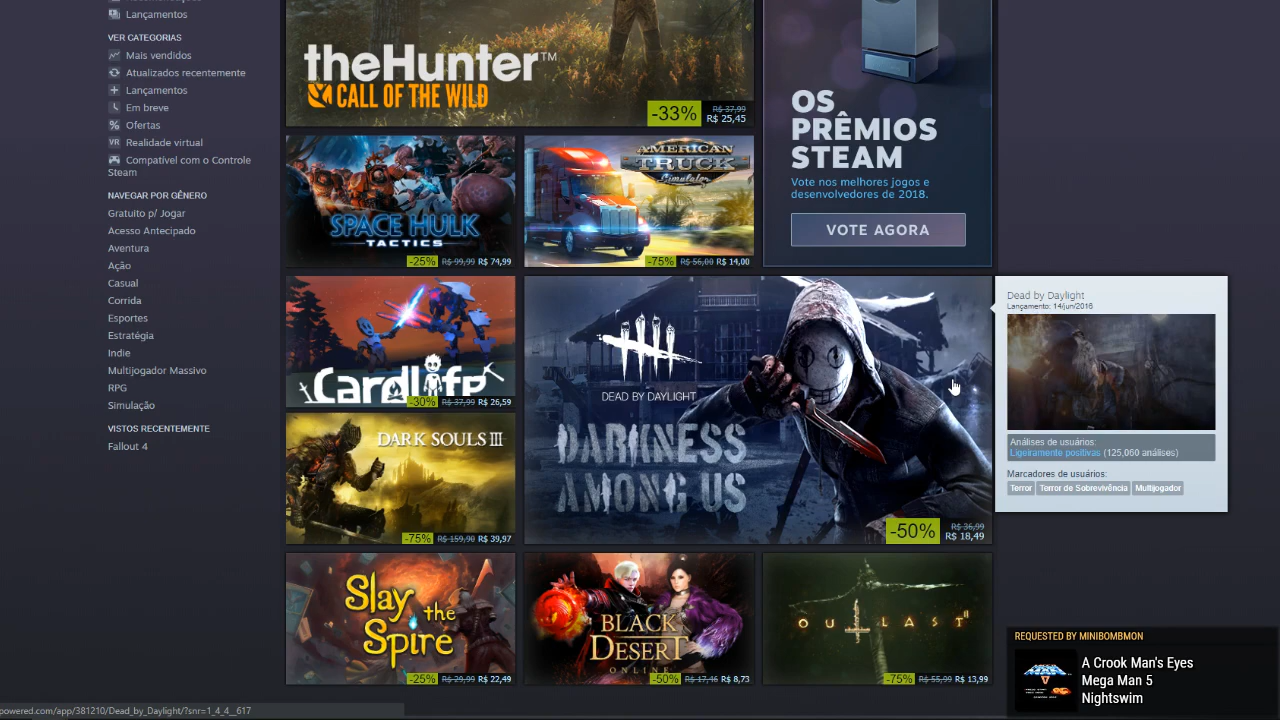 Lançamentos
VER CATEGORIAS
Mais vendidos
Atualizados recentemente
Lançamentos
Em breve
Ofertas
VR Realidade virtual
Compatível com o Controle
Steam
NAVEGAR POR GÊNERO
Gratuito p/ Jogar
Acesso Antecipado
Aventura
Ação
Casual
Corrida
Esportes
Estratégia
Indie
Multijogador Massivo
RPG
Simulação
VISTOS RECENTEMENTE
Fallout 4
theHunter™
CALL OF THE WILD
-33%
R$ 37,99
R$ 25,45
OS
PRÊMIOS
STEAM
Vote nos melhores jogos e
desenvolvedores de 2018.
VOTE AGORA
SPACE HULK
TACTICS
-25% R$ 99,99 R$ 74,99
AMERICAN
TRUCK
Simulator
-75% R$ 56,00 R$ 14,00
Cardlife
-30% R$ 37,99 R$ 26,59
DARK SOULS III
-75% R$ 159,90 R$ 39,97
DEAD BY DAYLIGHT
DARKNESS
AMONG US
-50%
R$ 36,99
R$ 18,49
Dead by Daylight
Lançamento: 14/jun/2016
Análises de usuários:
Ligeiramente positivas (125,060 análises)
Marcadores de usuários:
Terror Terror de Sobrevivência Multijogador
Slay
the
Spire
-25% R$ 29,99 R$ 22,49
BLACK
DESERT
ONLINE
-50% R$ 17,46 R$ 8,73
OUTLAST II
-75% R$ 55,99 R$ 13,99
REQUESTED BY MINIBOMBMON
A Crook Man's Eyes
Mega Man 5
Nightswim
powered.com/app/381210/Dead_by_Daylight/?snr=1_4_4__617